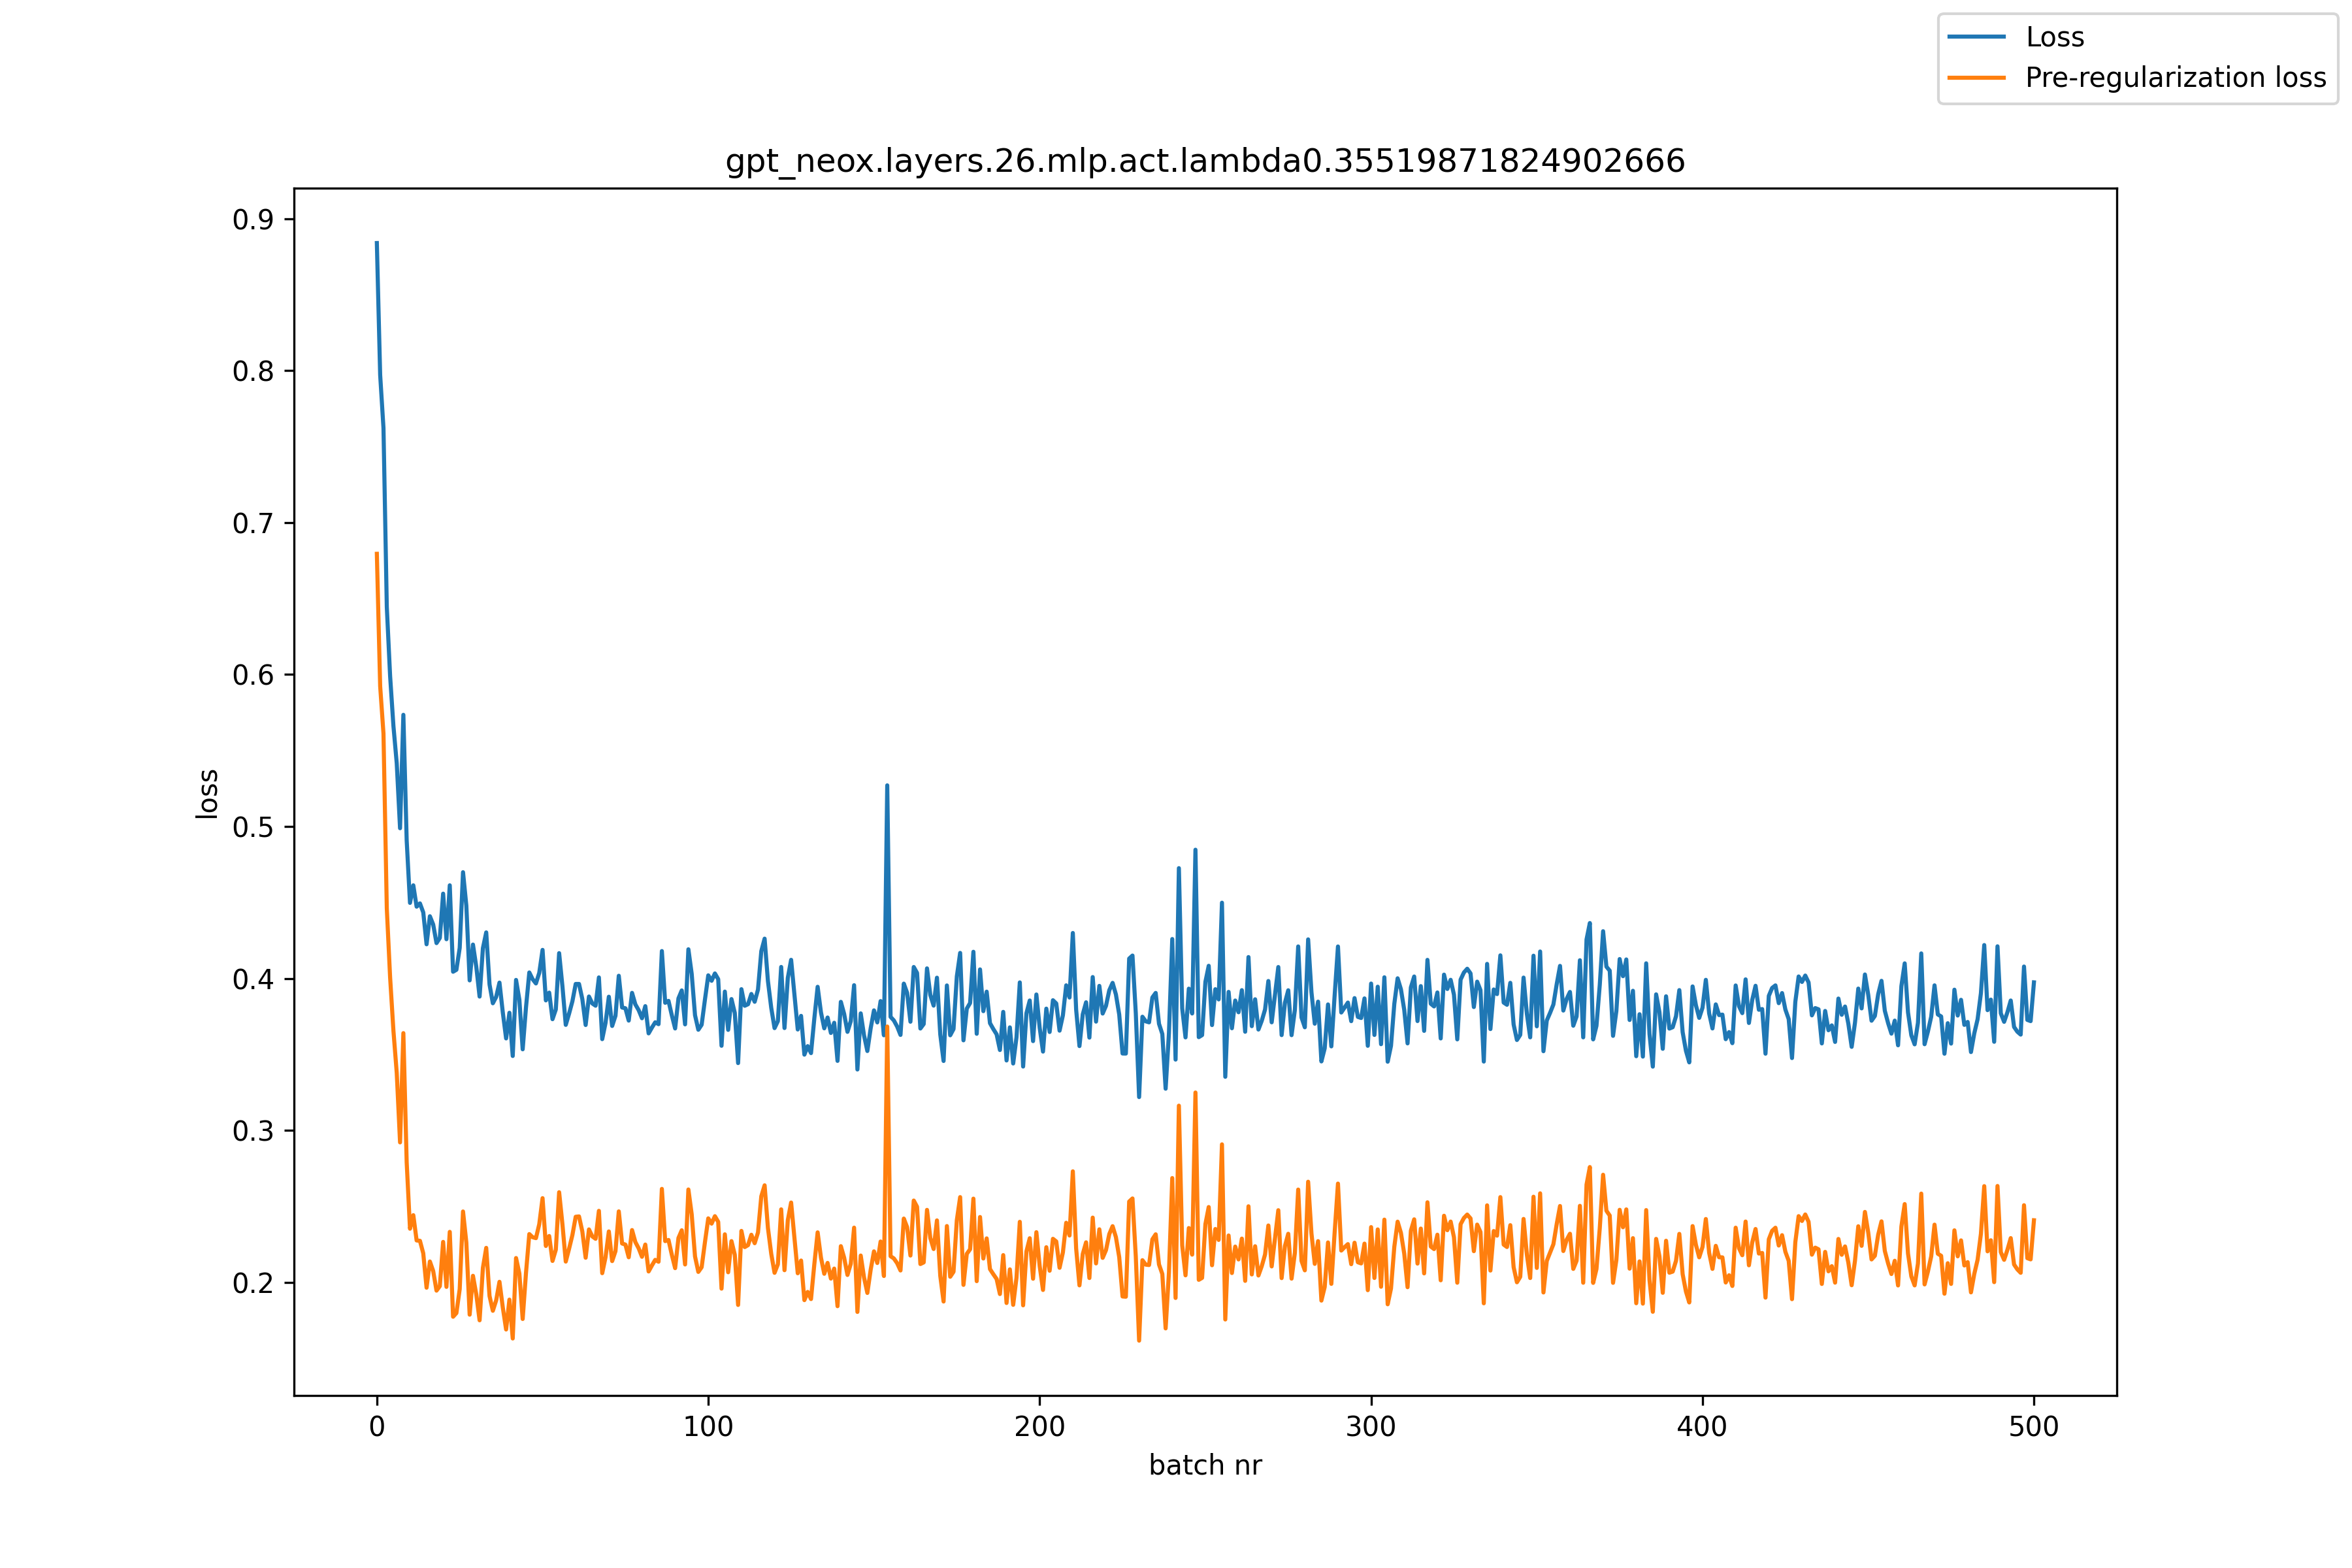 Loss
Pre-regularization loss
gpt_neox.layers.26.mlp.act.lambda0.35519871824902666
0.9
0.8
0.7
0.6
0.5
0.4
0.3
0.2
loss
0
100
200
300
400
500
batch nr